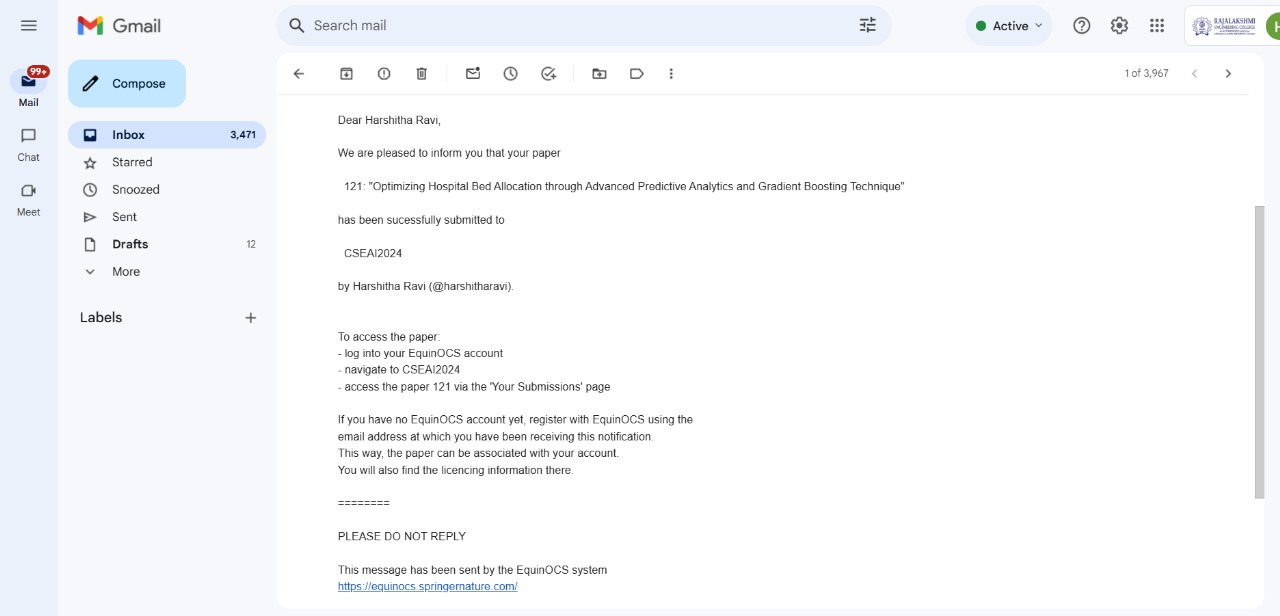 Gmail
Search mail
Active
RAJALAKSHMI
ENGINEERING COLLEGE
H
99+
Mail
Chat
Meet
Compose
Inbox 3,471
Starred
Snoozed
Sent
Drafts 12
More
Labels
1 of 3,967
Dear Harshitha Ravi,
We are pleased to inform you that your paper
121: "Optimizing Hospital Bed Allocation through Advanced Predictive Analytics and Gradient Boosting Technique"
has been sucessfully submitted to
CSEAI2024
by Harshitha Ravi (@harshitharavi).
To access the paper:
- log into your EquinOCS account
- navigate to CSEAI2024
- access the paper 121 via the 'Your Submissions' page
If you have no EquinOCS account yet, register with EquinOCS using the
email address at which you have been receiving this notification.
This way, the paper can be associated with your account.
You will also find the licencing information there.
========
PLEASE DO NOT REPLY
This message has been sent by the EquinOCS system
https://equinocs.springernature.com/